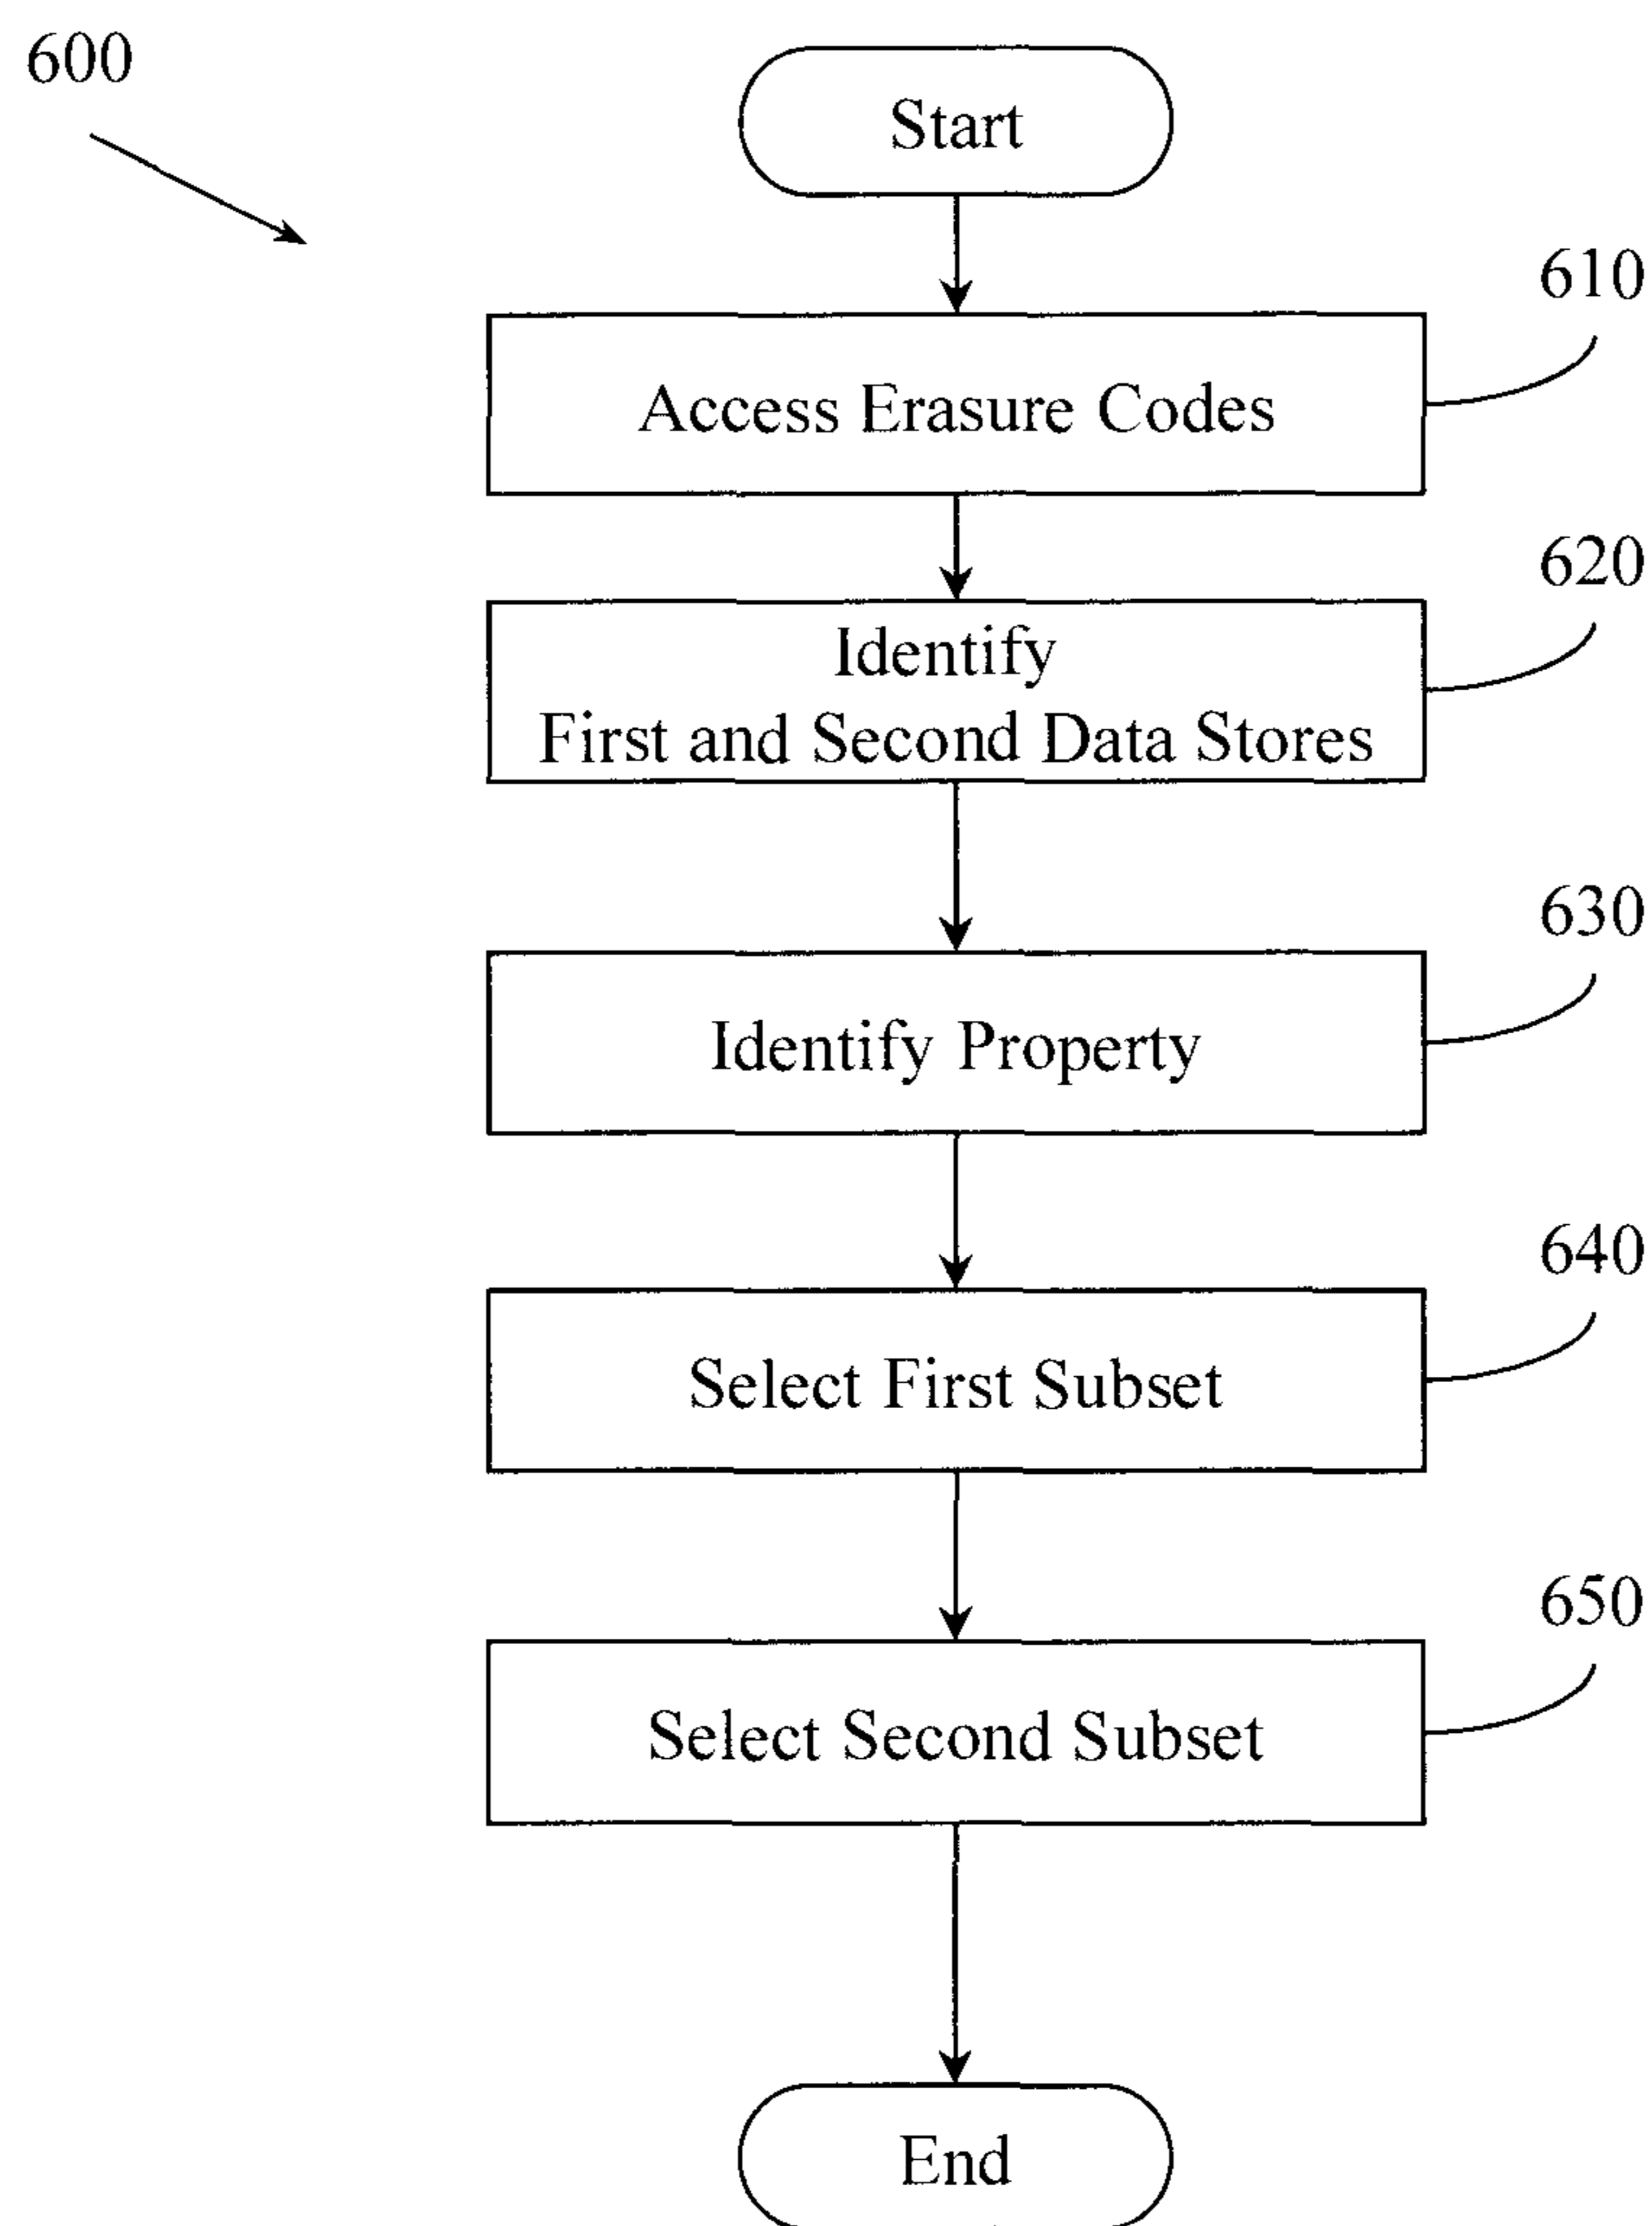 600
Start
610
Access Erasure Codes
620
Identify
First and Second Data Stores
630
Identify Property
640
Select First Subset
650
Select Second Subset
End